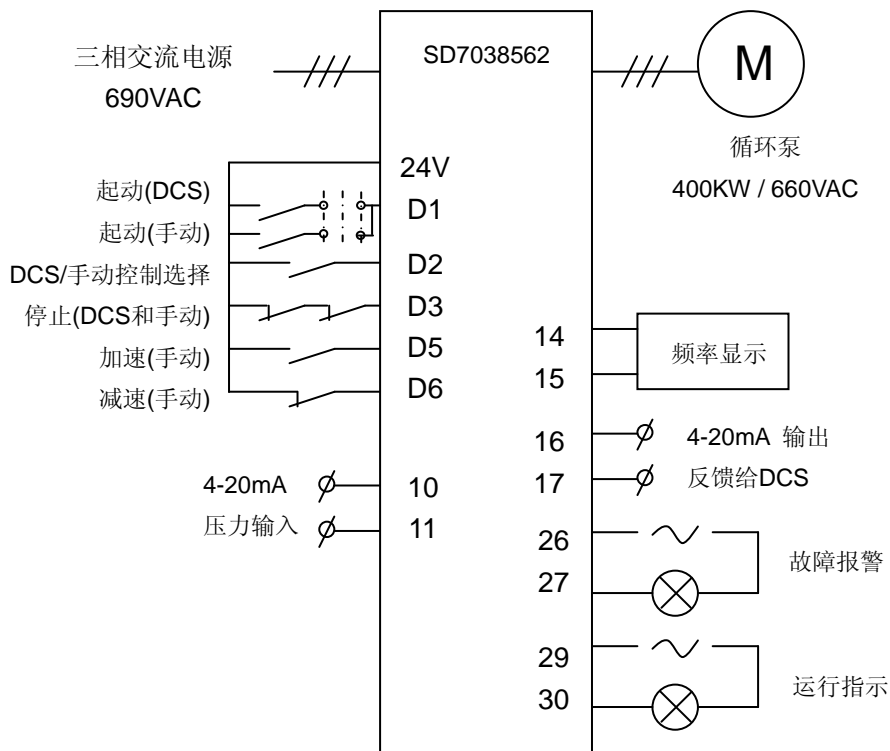 三相交流电源
690VAC
SD7038562
M
循环泵
400KW / 660VAC
24V
起动(DCS)
D1
起动(手动)
DCS/手动控制选择
D2
停止(DCS和手动)
D3
加速(手动)
D5
减速(手动)
D6
14
15
频率显示
4-20mA
10
压力输入
11
16
4-20mA 输出
17
反馈给DCS
26
27
故障报警
29
30
运行指示